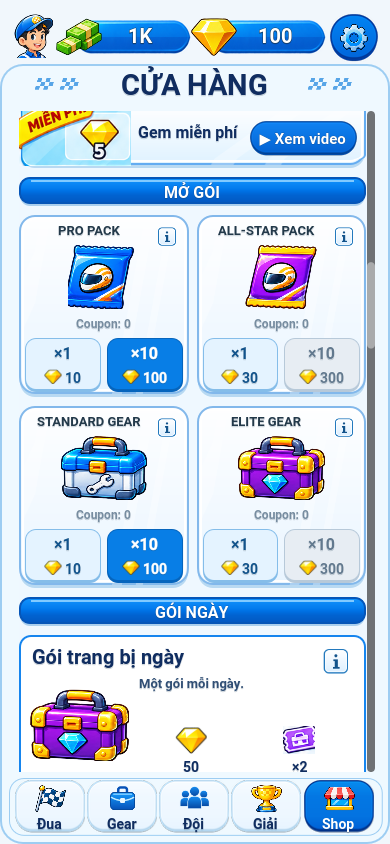 1K
100
CỬA HÀNG
MIỄN PHÍ
5
Gem miễn phí
▶ Xem video
MỞ GÓI
PRO PACK
i
Coupon: 0
×1
10
×10
100
ALL-STAR PACK
i
Coupon: 0
×1
30
×10
300
STANDARD GEAR
i
Coupon: 0
×1
10
×10
100
ELITE GEAR
i
Coupon: 0
×1
30
×10
300
GÓI NGÀY
Gói trang bị ngày
i
Một gói mỗi ngày.
50
×2
Đua
Gear
Đội
Giải
Shop